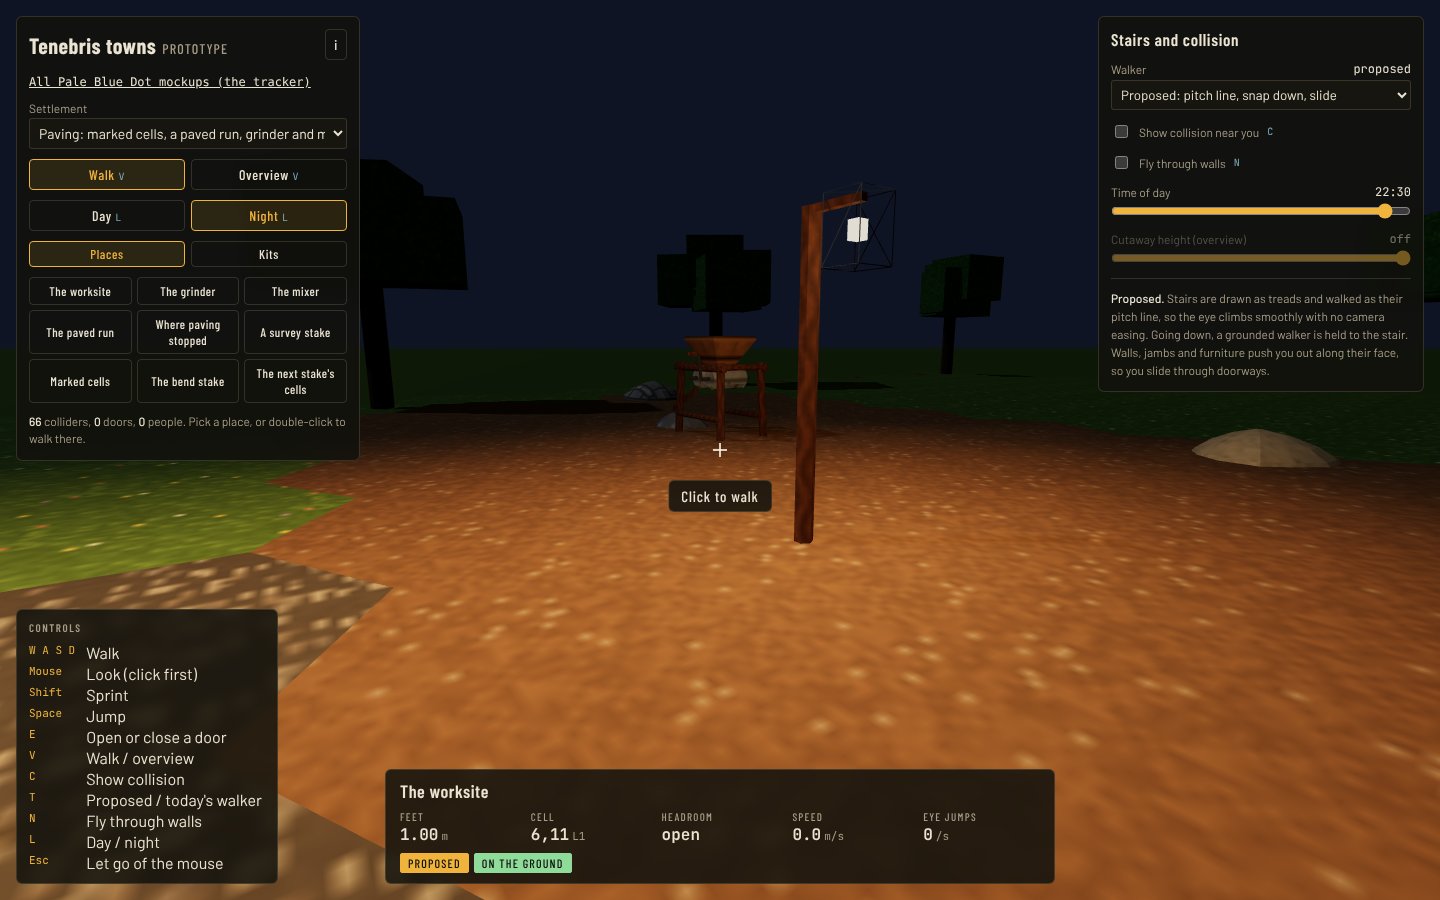 Tenebris towns PROTOTYPE
i
All Pale Blue Dot mockups (the tracker)
Settlement
Paving: marked cells, a paved run, grinder and m
Walk V
Overview V
Day L
Night L
Places
Kits
The worksite
The grinder
The mixer
The paved run
Where paving
stopped
A survey stake
Marked cells
The bend stake
The next stake's
cells
66 colliders, 0 doors, 0 people. Pick a place, or double-click to
walk there.
Stairs and collision
Walker proposed
Proposed: pitch line, snap down, slide
Show collision near you C
Fly through walls N
Time of day 22:30
Cutaway height (overview) off
Proposed. Stairs are drawn as treads and walked as their
pitch line, so the eye climbs smoothly with no camera
easing. Going down, a grounded walker is held to the stair.
Walls, jambs and furniture push you out along their face,
so you slide through doorways.
Click to walk
CONTROLS
W A S D Walk
Mouse Look (click first)
Shift Sprint
Space Jump
E Open or close a door
V Walk / overview
C Show collision
T Proposed / today's walker
N Fly through walls
L Day / night
Esc Let go of the mouse
The worksite
FEET CELL HEADROOM SPEED EYE JUMPS
1.00 m 6,11 L1 open 0.0 m/s 0 /s
PROPOSED ON THE GROUND